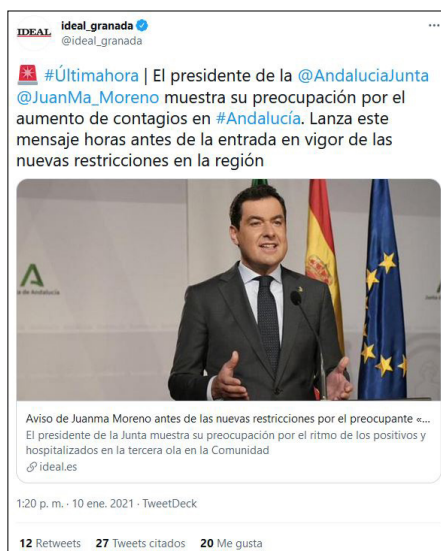 IDEAL ideal_granada
@ideal_granada
#Últimahora | El presidente de la @AndaluciaJunta
@JuanMa_Moreno muestra su preocupación por el
aumento de contagios en #Andalucía. Lanza este
mensaje horas antes de la entrada en vigor de las
nuevas restricciones en la región
Aviso de Juanma Moreno antes de las nuevas restricciones por el preocupante «...
El presidente de la Junta muestra su preocupación por el ritmo de los positivos y
hospitalizados en la tercera ola en la Comunidad
ideal.es
1:20 p. m. · 10 ene. 2021 · TweetDeck
12 Retweets 27 Tweets citados 20 Me gusta